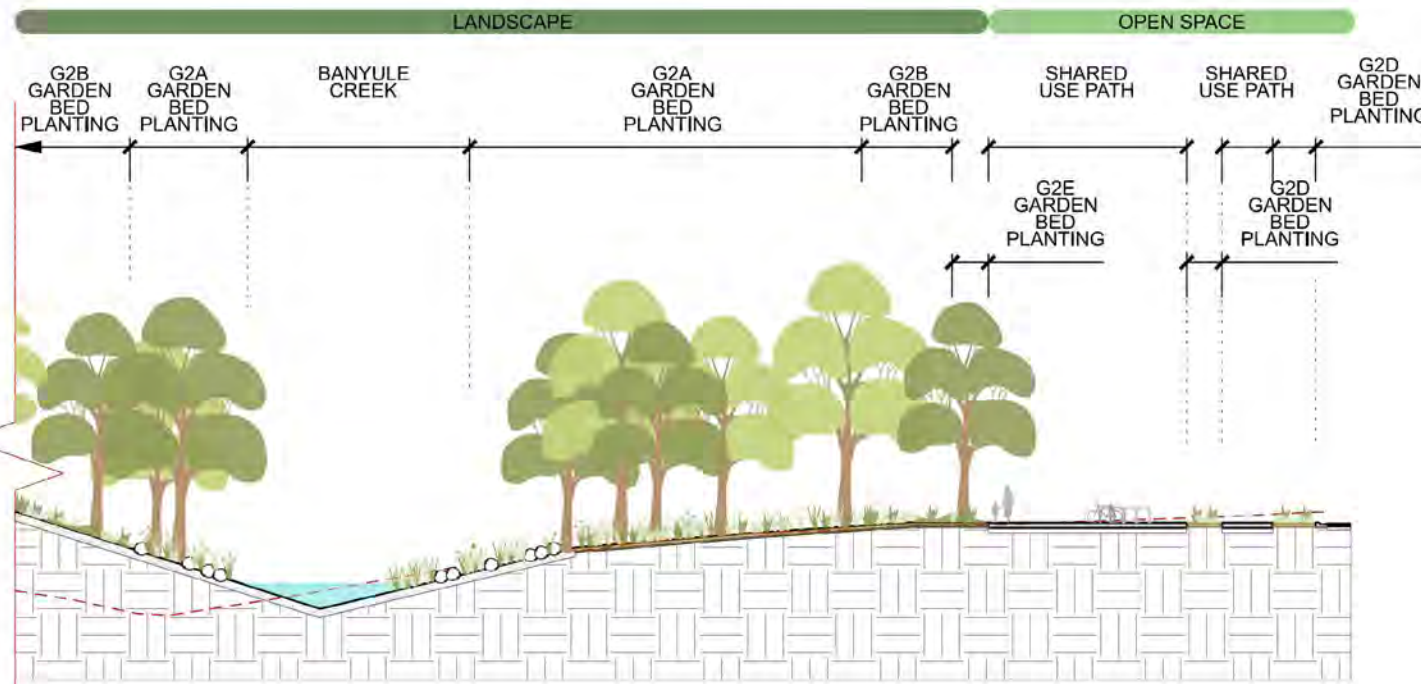 LANDSCAPE
OPEN SPACE
G2B
GARDEN
BED
PLANTING
G2A
GARDEN
BED
PLANTING
BANYULE
CREEK
G2A
GARDEN
BED
PLANTING
G2B
GARDEN
BED
PLANTING
SHARED
USE PATH
SHARED
USE PATH
G2D
GARDEN
BED
PLANTING
G2E
GARDEN
BED
PLANTING
G2D
GARDEN
BED
PLANTING